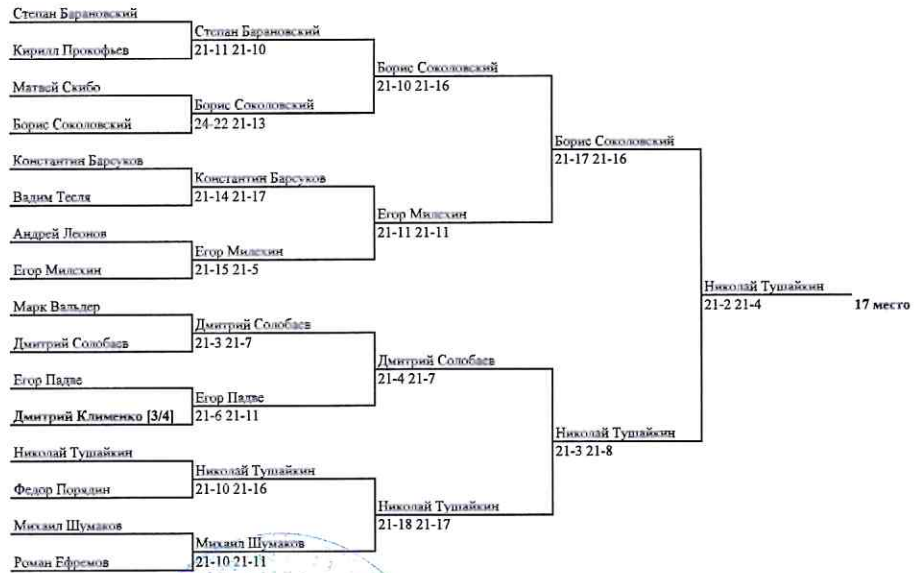 Степан Барановский
Степан Барановский
Кирилл Прокофьев
21-11 21-10
Борис Соколовский
Матвей Скибо
21-10 21-16
Борис Соколовский
Борис Соколовский
24-22 21-13
Борис Соколовский
Константин Барсуков
21-17 21-16
Константин Барсуков
Вадим Тесля
21-14 21-17
Егор Милехин
Андрей Леонов
21-11 21-11
Егор Милехин
Егор Милехин
21-15 21-5
Николай Тушайкин
Марк Вальдер
21-2 21-4
17 место
Дмитрий Солобаев
Дмитрий Солобаев
21-3 21-7
Дмитрий Солобаев
Егор Падве
21-4 21-7
Егор Падве
Дмитрий Клименко [3/4]
21-6 21-11
Николай Тушайкин
Николай Тушайкин
21-3 21-8
Николай Тушайкин
Федор Порядин
21-10 21-16
Николай Тушайкин
Михаил Шумаков
21-18 21-17
Михаил Шумаков
Роман Ефремов
21-10 21-11